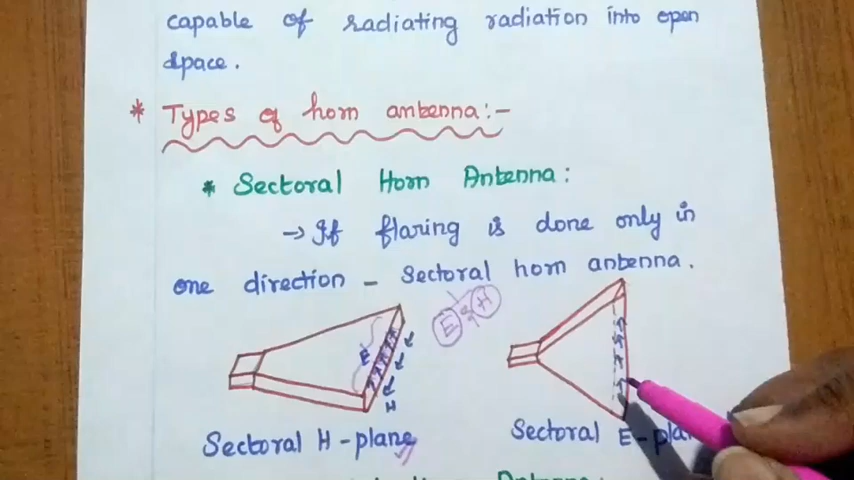 capable of radiating radiation into open
space.
* Types of horn antenna:-
* Sectoral Horn Antenna:
→ If flaring is done only in
one direction - Sectoral horn antenna.
E & H
E
H
Sectoral H-plane
Sectoral E-plan